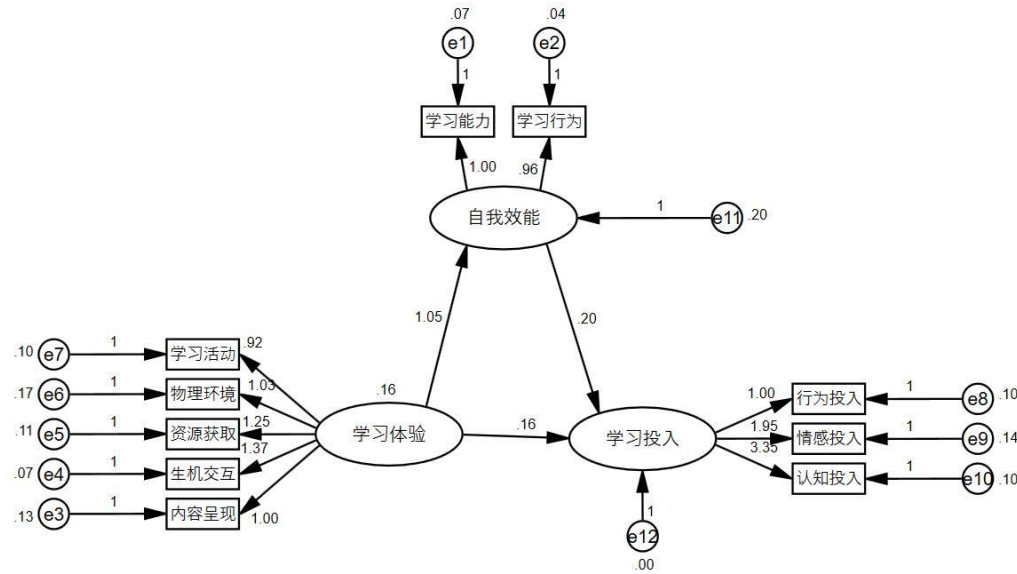 .07
.04
e1
e2
1
1
学习能力
学习行为
1.00
.96
自我效能
1
e11
.20
1.05
.20
.10
e7
1
学习活动
.92
.17
e6
1
物理环境
1.03
.16
.11
e5
1
资源获取
1.25
学习体验
.16
学习投入
.07
e4
1
生机交互
1.37
.13
e3
1
内容呈现
1.00
1.00
行为投入
1
e8
.10
1.95
情感投入
1
e9
.14
3.35
认知投入
1
e10
.10
1
e12
.00